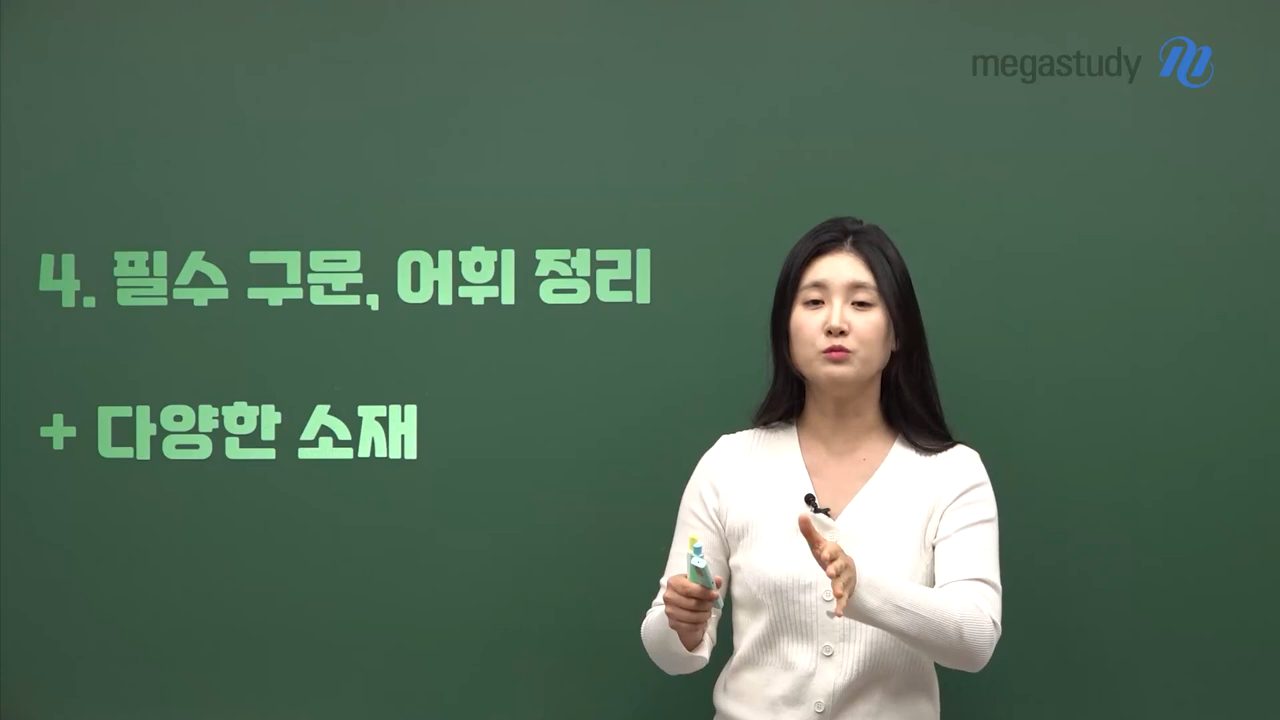 megastudy
4. 필수 구문, 어휘 정리
+ 다양한 소재